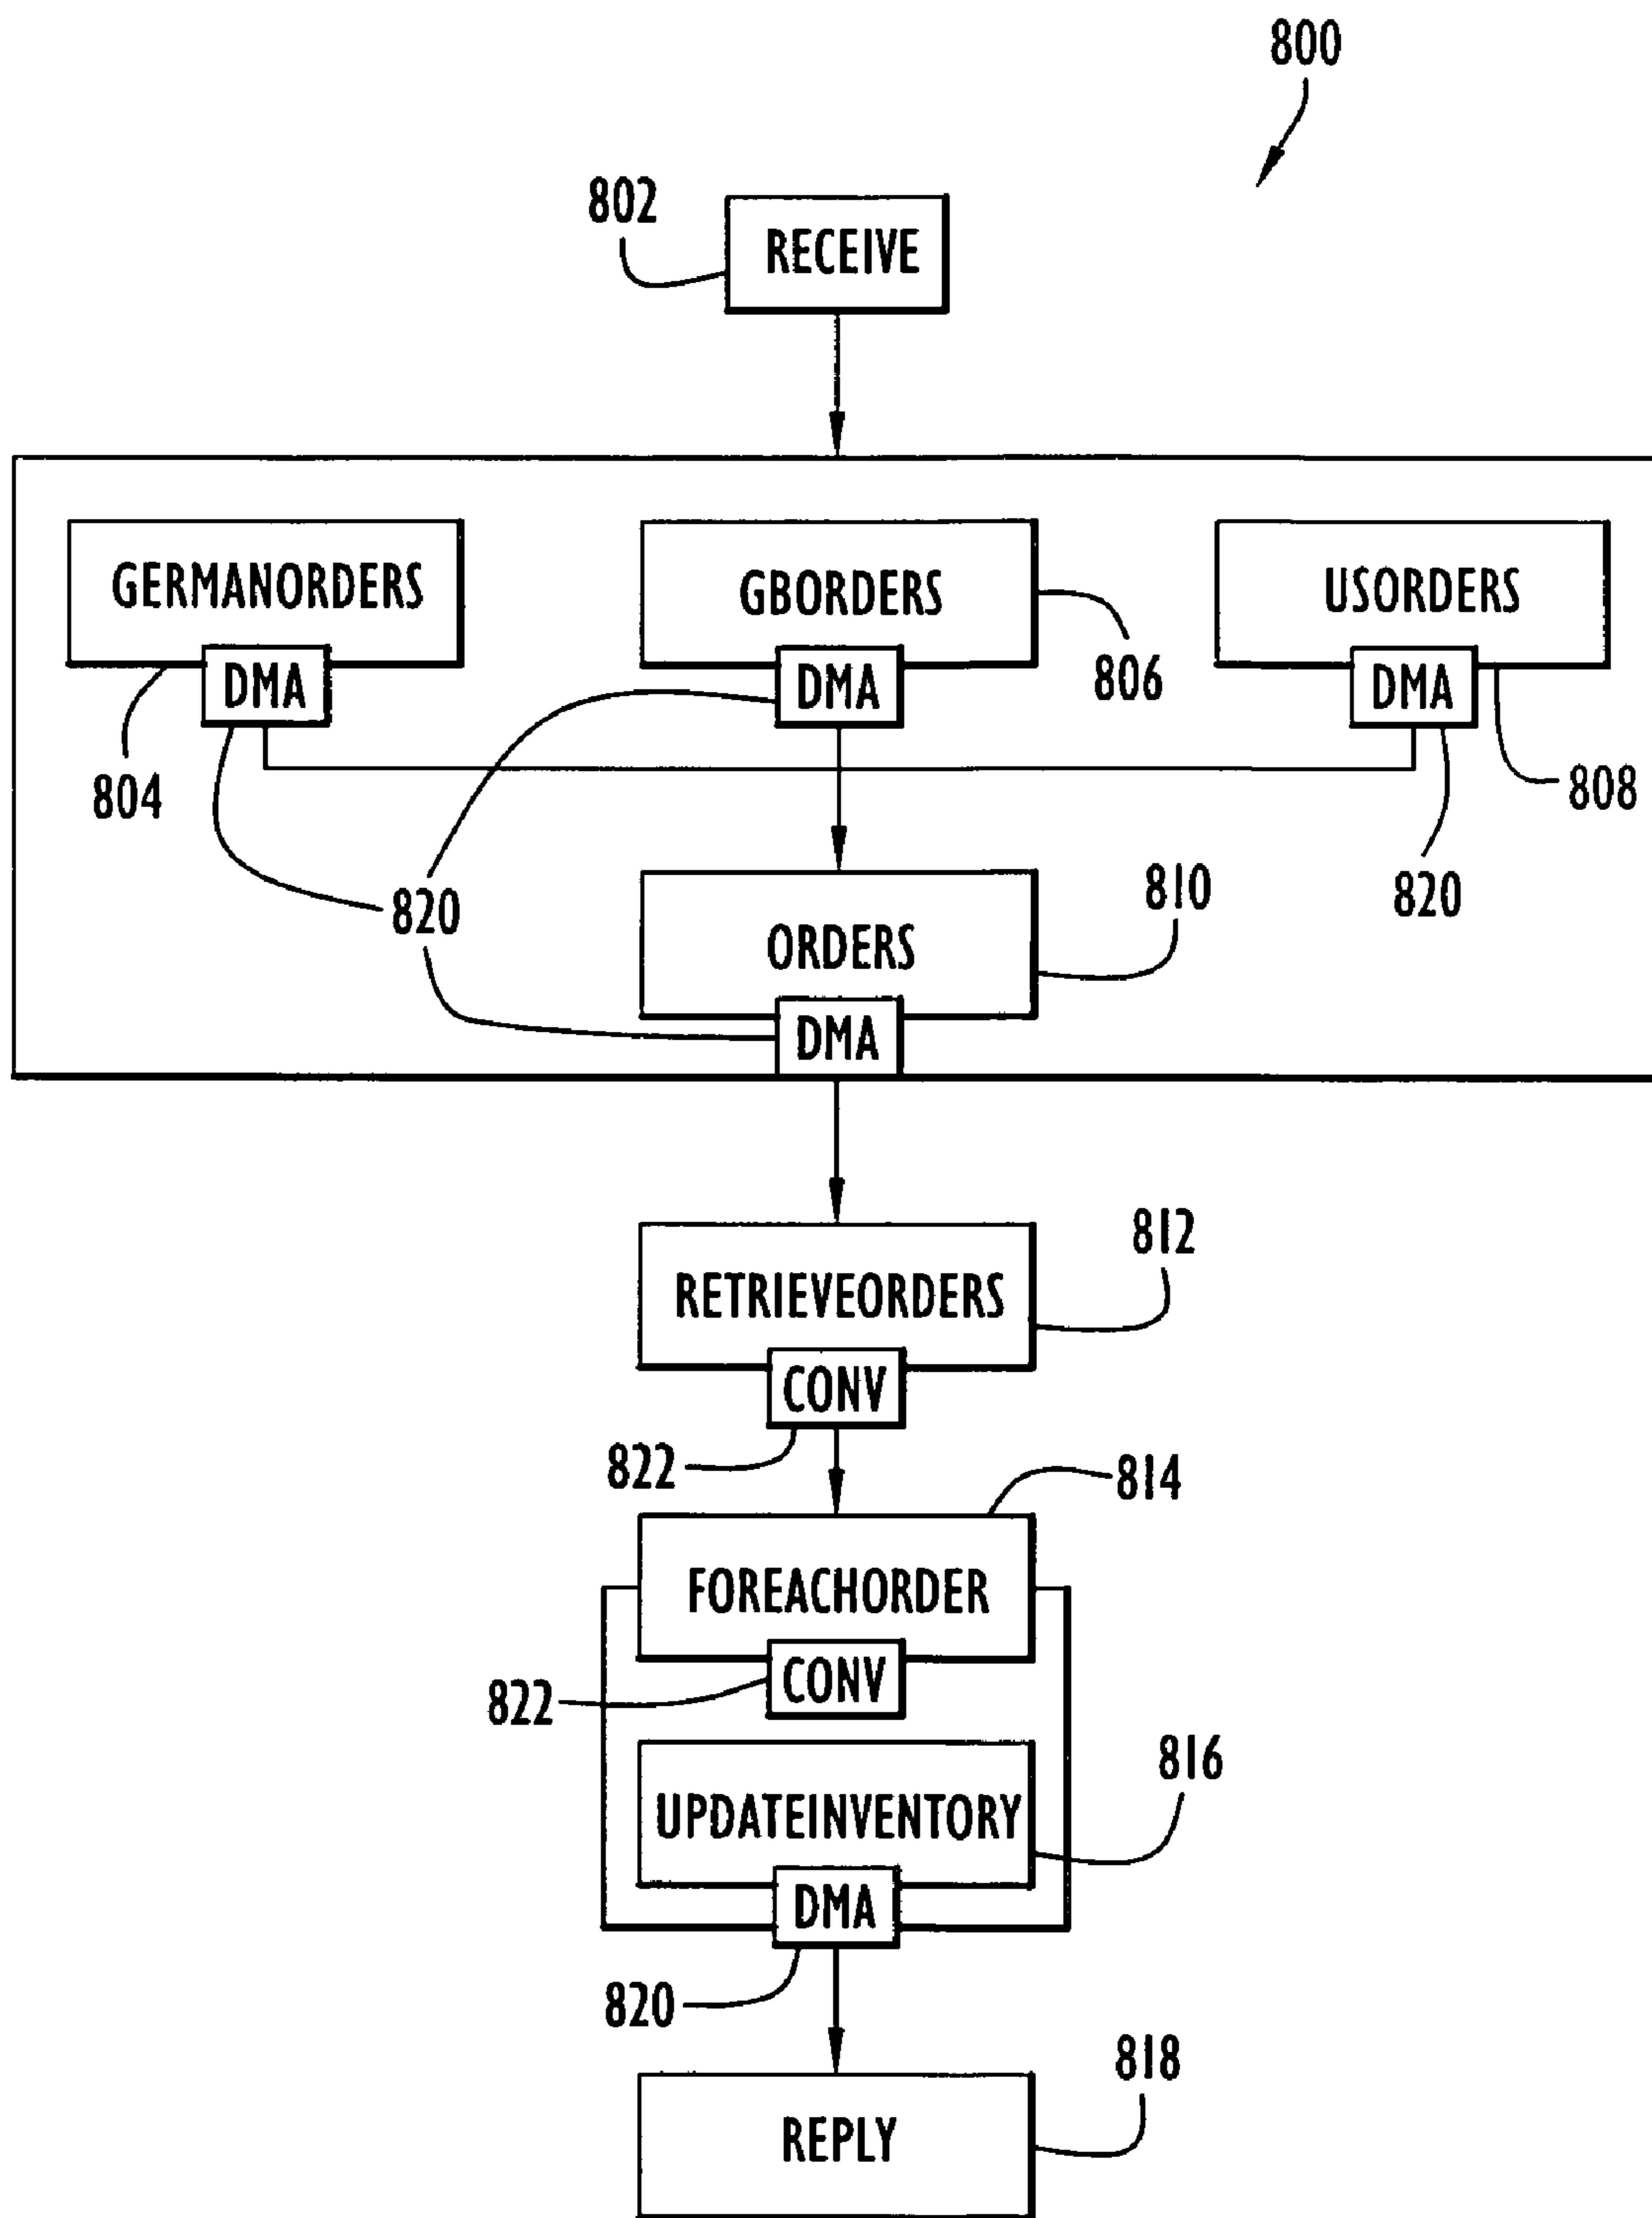 800
802
RECEIVE
GERMANORDERS
GBORDERS
USORDERS
DMA
DMA
DMA
806
804
808
820
820
810
ORDERS
DMA
812
RETRIEVEORDERS
CONV
822
814
FOREACHORDER
CONV
822
816
UPDATEINVENTORY
DMA
820
818
REPLY